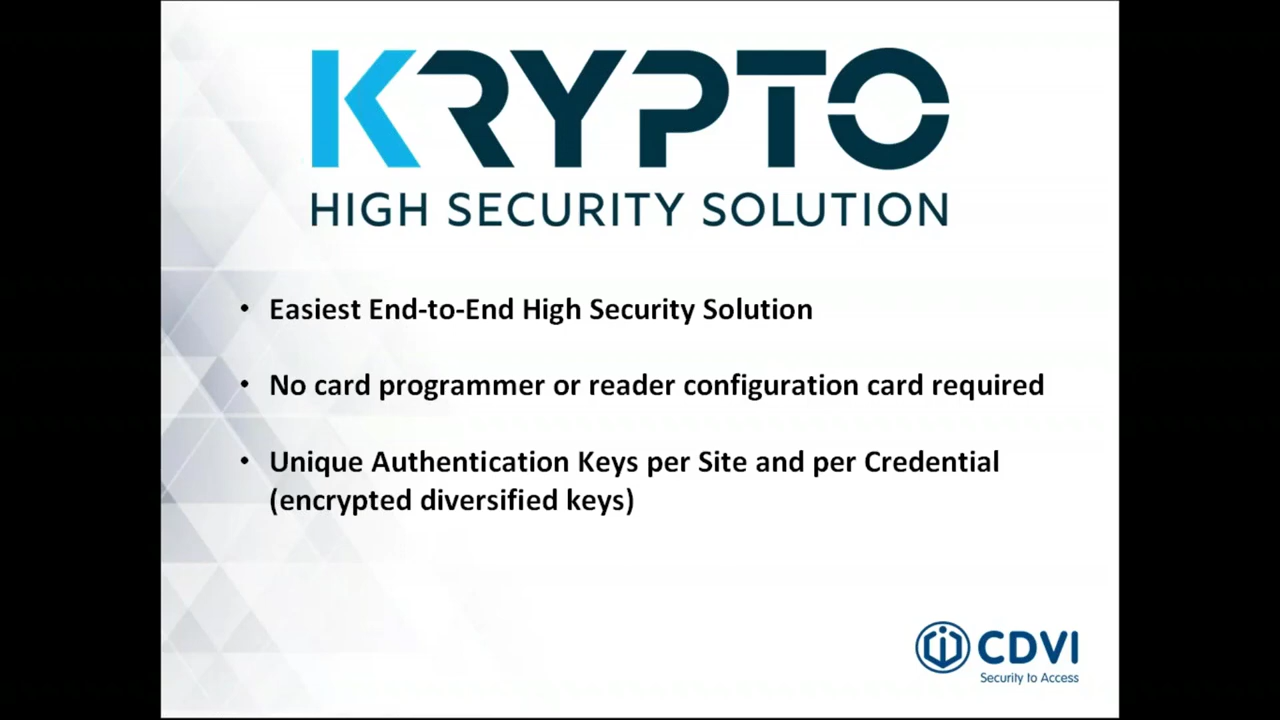 KRYPTO
HIGH SECURITY SOLUTION
• Easiest End-to-End High Security Solution
• No card programmer or reader configuration card required
• Unique Authentication Keys per Site and per Credential
(encrypted diversified keys)
CDVI
Security to Access